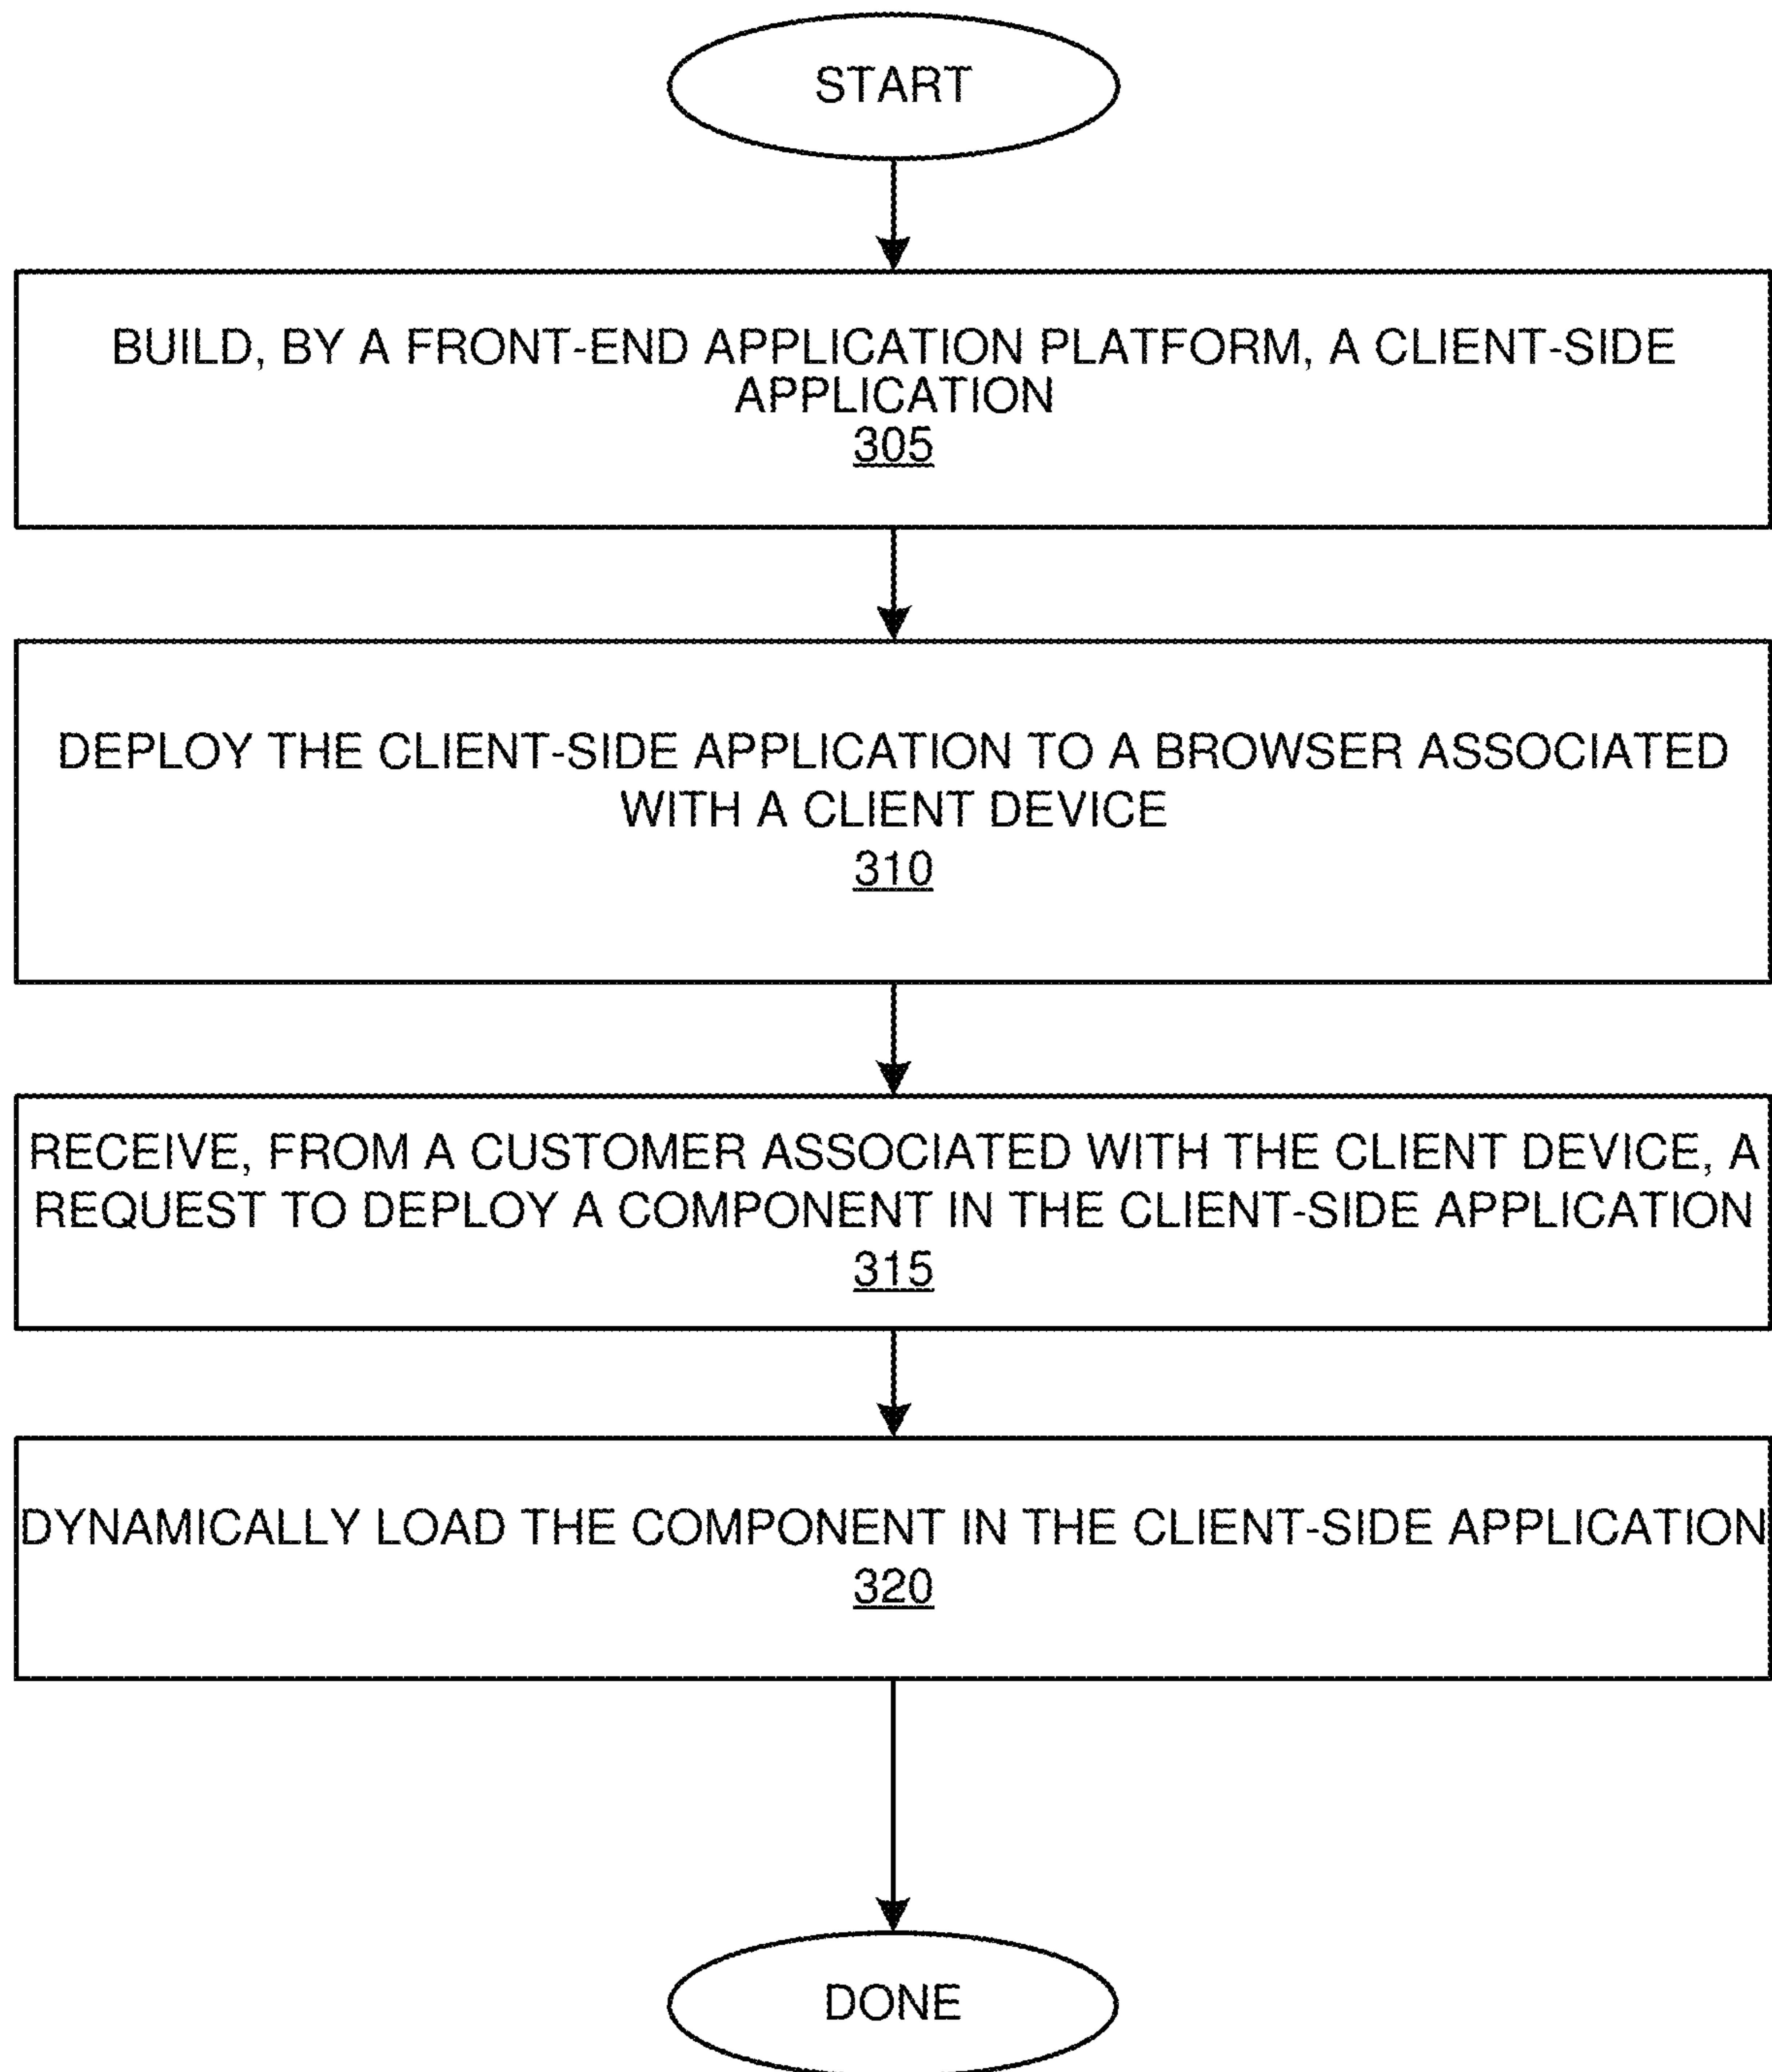 START
BUILD, BY A FRONT-END APPLICATION PLATFORM, A CLIENT-SIDE
APPLICATION
305
DEPLOY THE CLIENT-SIDE APPLICATION TO A BROWSER ASSOCIATED
WITH A CLIENT DEVICE
310
RECEIVE, FROM A CUSTOMER ASSOCIATED WITH THE CLIENT DEVICE, A
REQUEST TO DEPLOY A COMPONENT IN THE CLIENT-SIDE APPLICATION
315
DYNAMICALLY LOAD THE COMPONENT IN THE CLIENT-SIDE APPLICATION
320
DONE